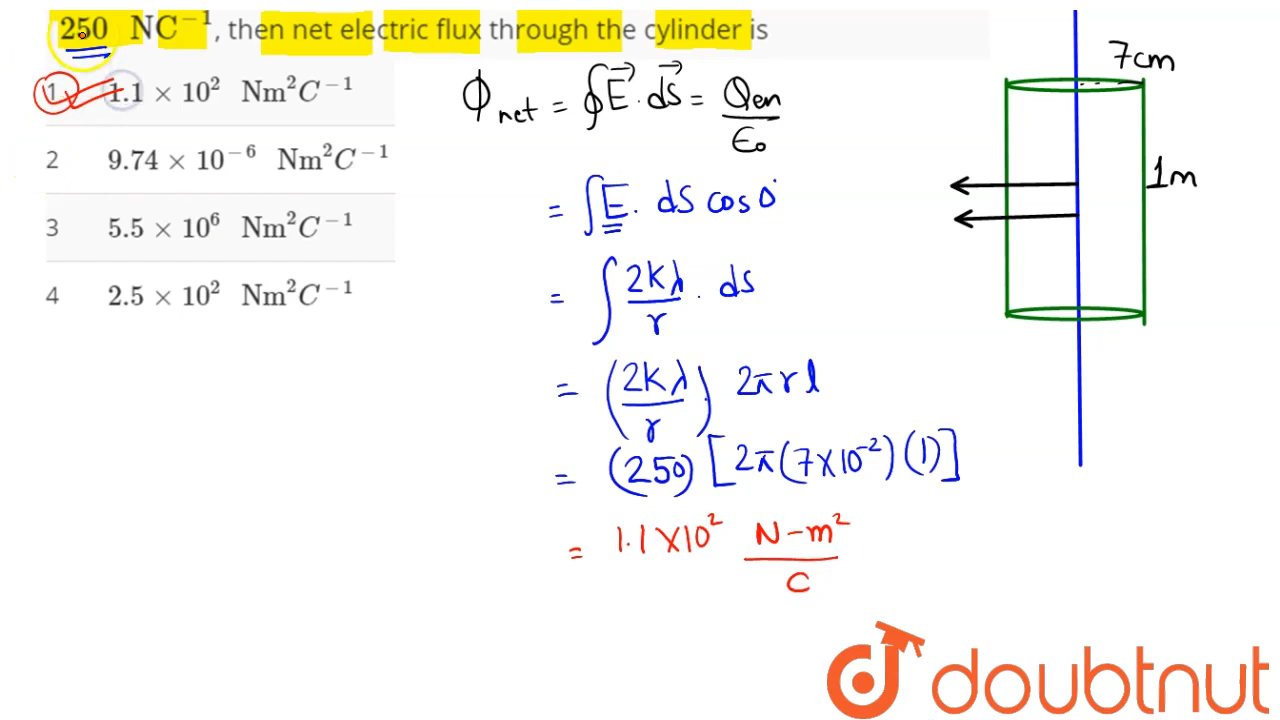 250 NC⁻¹, then net electric flux through the cylinder is
1 1.1 × 10² Nm²C⁻¹
2 9.74 × 10⁻⁶ Nm²C⁻¹
3 5.5 × 10⁶ Nm²C⁻¹
4 2.5 × 10² Nm²C⁻¹
ϕ net = ∮E⃗ . dS⃗ = Qen/ϵ₀
= ∫E . dS cos 0°
= ∫ 2Kλ/r . dS
= (2Kλ/r) . 2πrl
= (250) [2π(7×10⁻²)(1)]
= 1.1 × 10² N-m²/C
7cm
1m
doubtnut